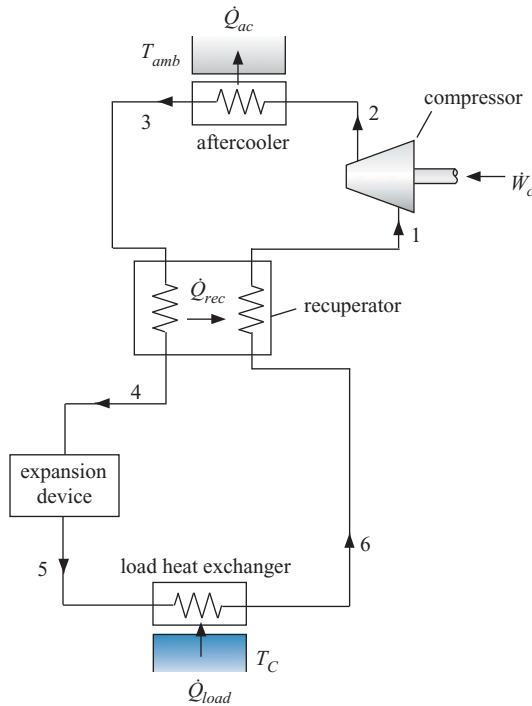 Q̇ac
Tamb
3
2
compressor
aftercooler
Ẇc
1
Q̇rec
recuperator
4
expansion
device
5
load heat exchanger
6
TC
Q̇load